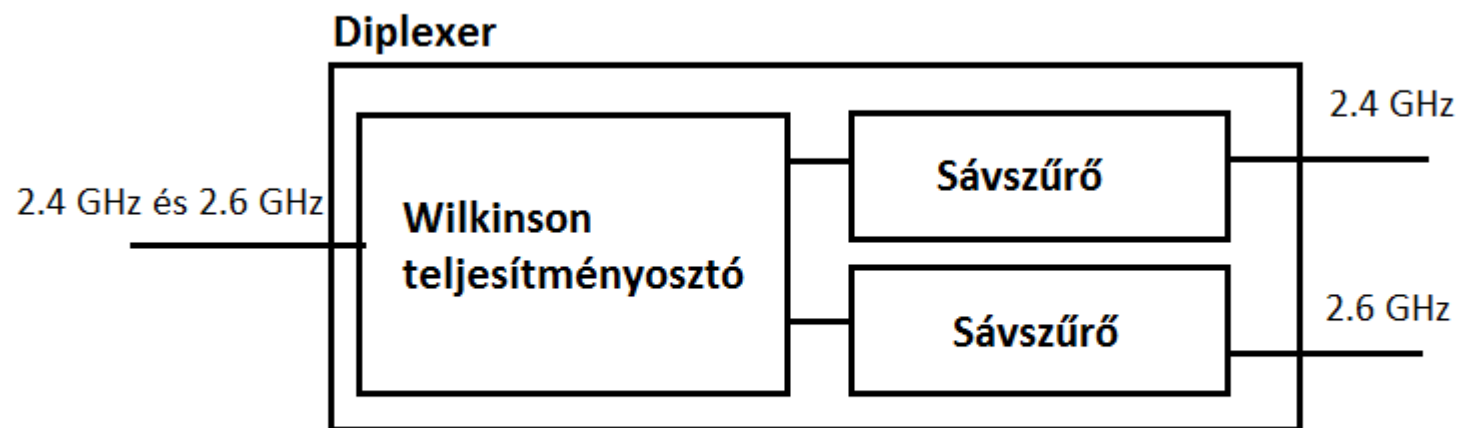 Diplexer
2.4 GHz és 2.6 GHz
Wilkinson
teljesítményosztó
Sávszűrő
2.4 GHz
Sávszűrő
2.6 GHz